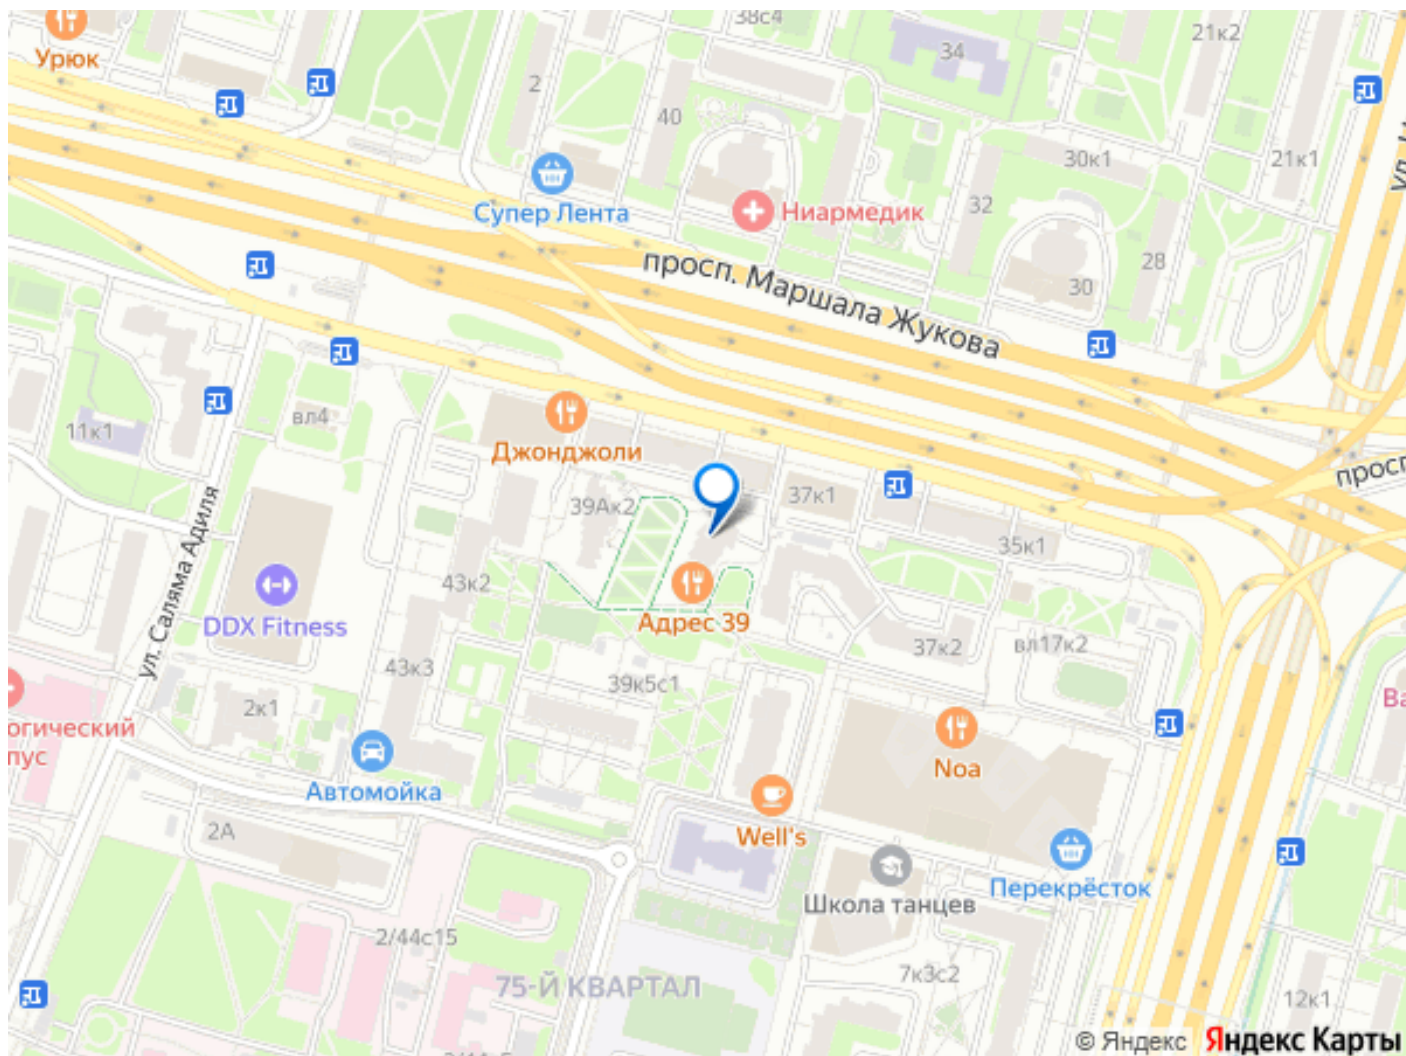 38с4
21к2
Урюк
34
2
40
30к1
21к1
Супер Лента
Ниармедик
32
просп. Маршала Жукова
28
30
вл4
11к1
Джонджоли
просп
39Ак2
37к1
35к1
ул. Саляма Адиля
43к2
DDX Fitness
Адрес 39
37к2
вл17к2
43к3
39к5с1
2к1
огический
пус
Noa
Автомойка
2А
Well's
Перекрёсток
Школа танцев
2/44с15
75-Й КВАРТАЛ
7к3с2
12к1
© Яндекс
Яндекс Карты